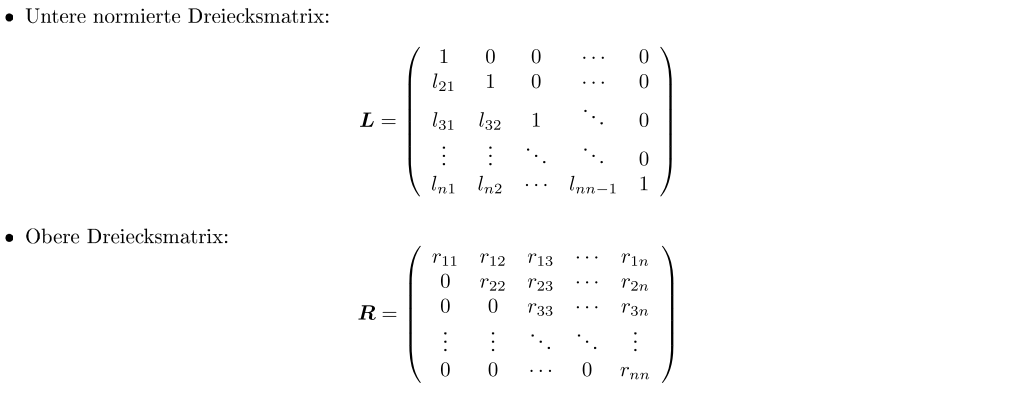 • Untere normierte Dreiecksmatrix:
1 0 0 ⋯ 0
l₂₁ 1 0 ⋯ 0
L = l₃₁ l₃₂ 1 ⋱ 0
⋮ ⋮ ⋱ ⋱ 0
lₙ₁ lₙ₂ ⋯ lₙₙ₋₁ 1
• Obere Dreiecksmatrix:
r₁₁ r₁₂ r₁₃ ⋯ r₁ₙ
0 r₂₂ r₂₃ ⋯ r₂ₙ
R = 0 0 r₃₃ ⋯ r₃ₙ
⋮ ⋮ ⋱ ⋱ ⋮
0 0 ⋯ 0 rₙₙ